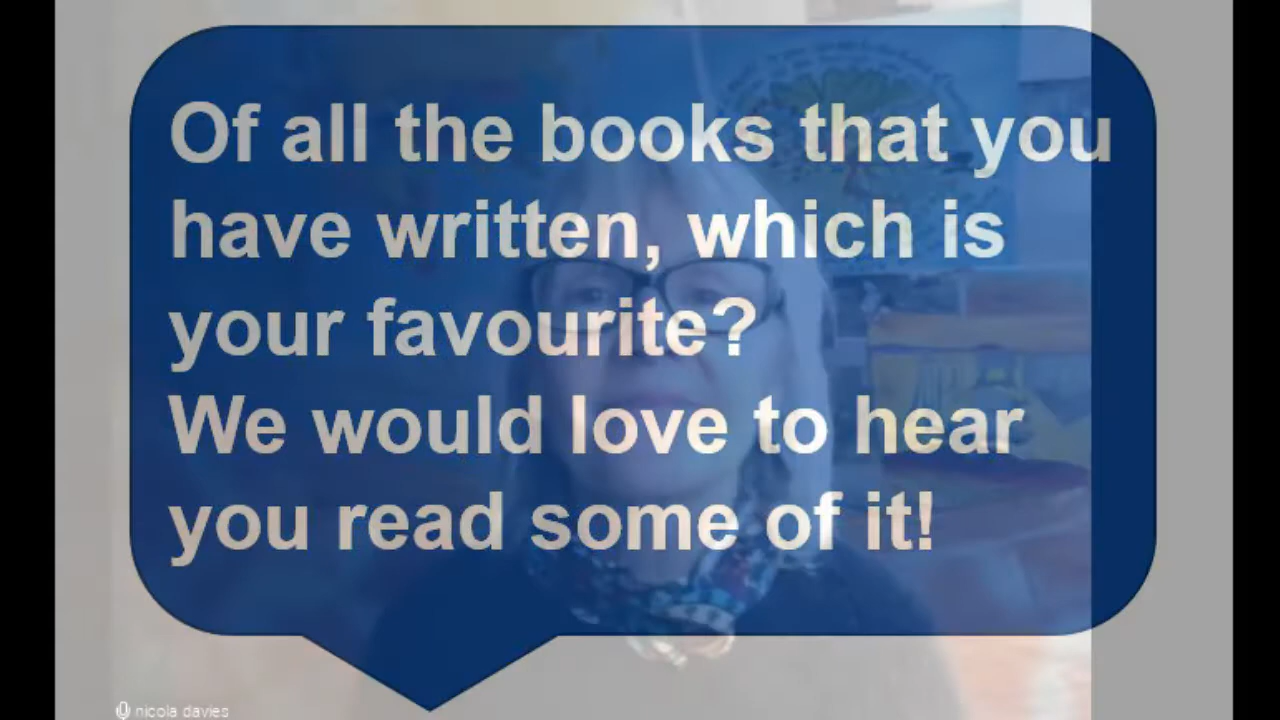 Of all the books that you
have written, which is
your favourite?
We would love to hear
you read some of it!
nicola davies